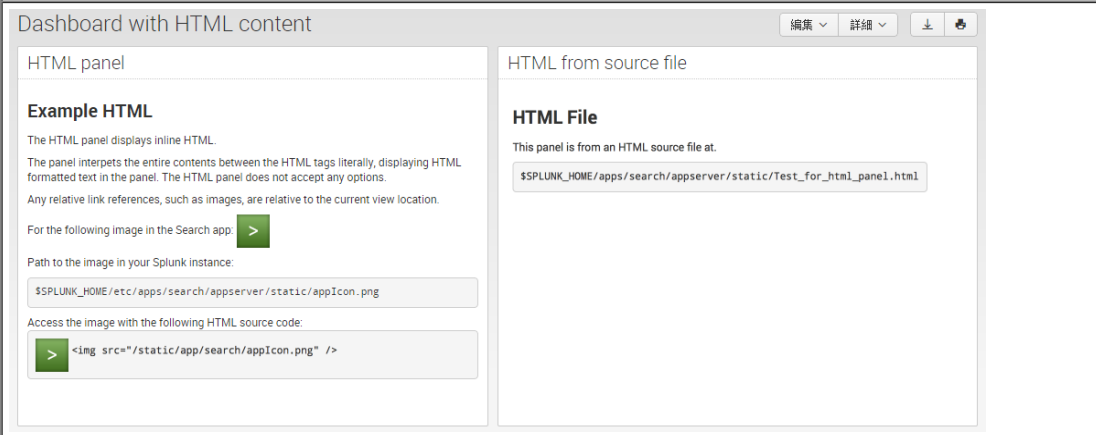 Dashboard with HTML content
編集
詳細
HTML panel
Example HTML
The HTML panel displays inline HTML.
The panel interpets the entire contents between the HTML tags literally, displaying HTML
formatted text in the panel. The HTML panel does not accept any options.
Any relative link references, such as images, are relative to the current view location.
For the following image in the Search app: >
Path to the image in your Splunk instance:
$SPLUNK_HOME/etc/apps/search/appserver/static/appIcon.png
Access the image with the following HTML source code:
> <img src="/static/app/search/appIcon.png" />
HTML from source file
HTML File
This panel is from an HTML source file at.
$SPLUNK_HOME/apps/search/appserver/static/Test_for_html_panel.html